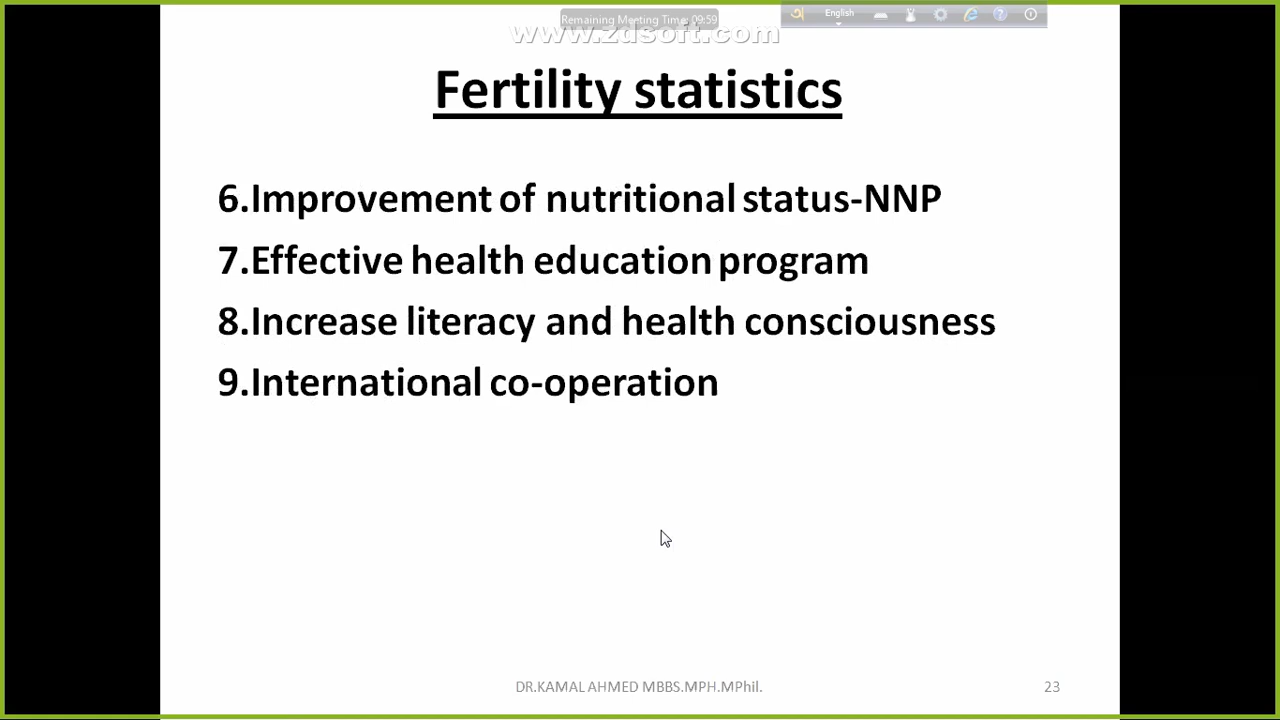 Remaining Meeting Time: 09:59
English
www.zdsoft.com
Fertility statistics
6.Improvement of nutritional status-NNP
7.Effective health education program
8.Increase literacy and health consciousness
9.International co-operation
DR.KAMAL AHMED MBBS.MPH.MPhil.
23